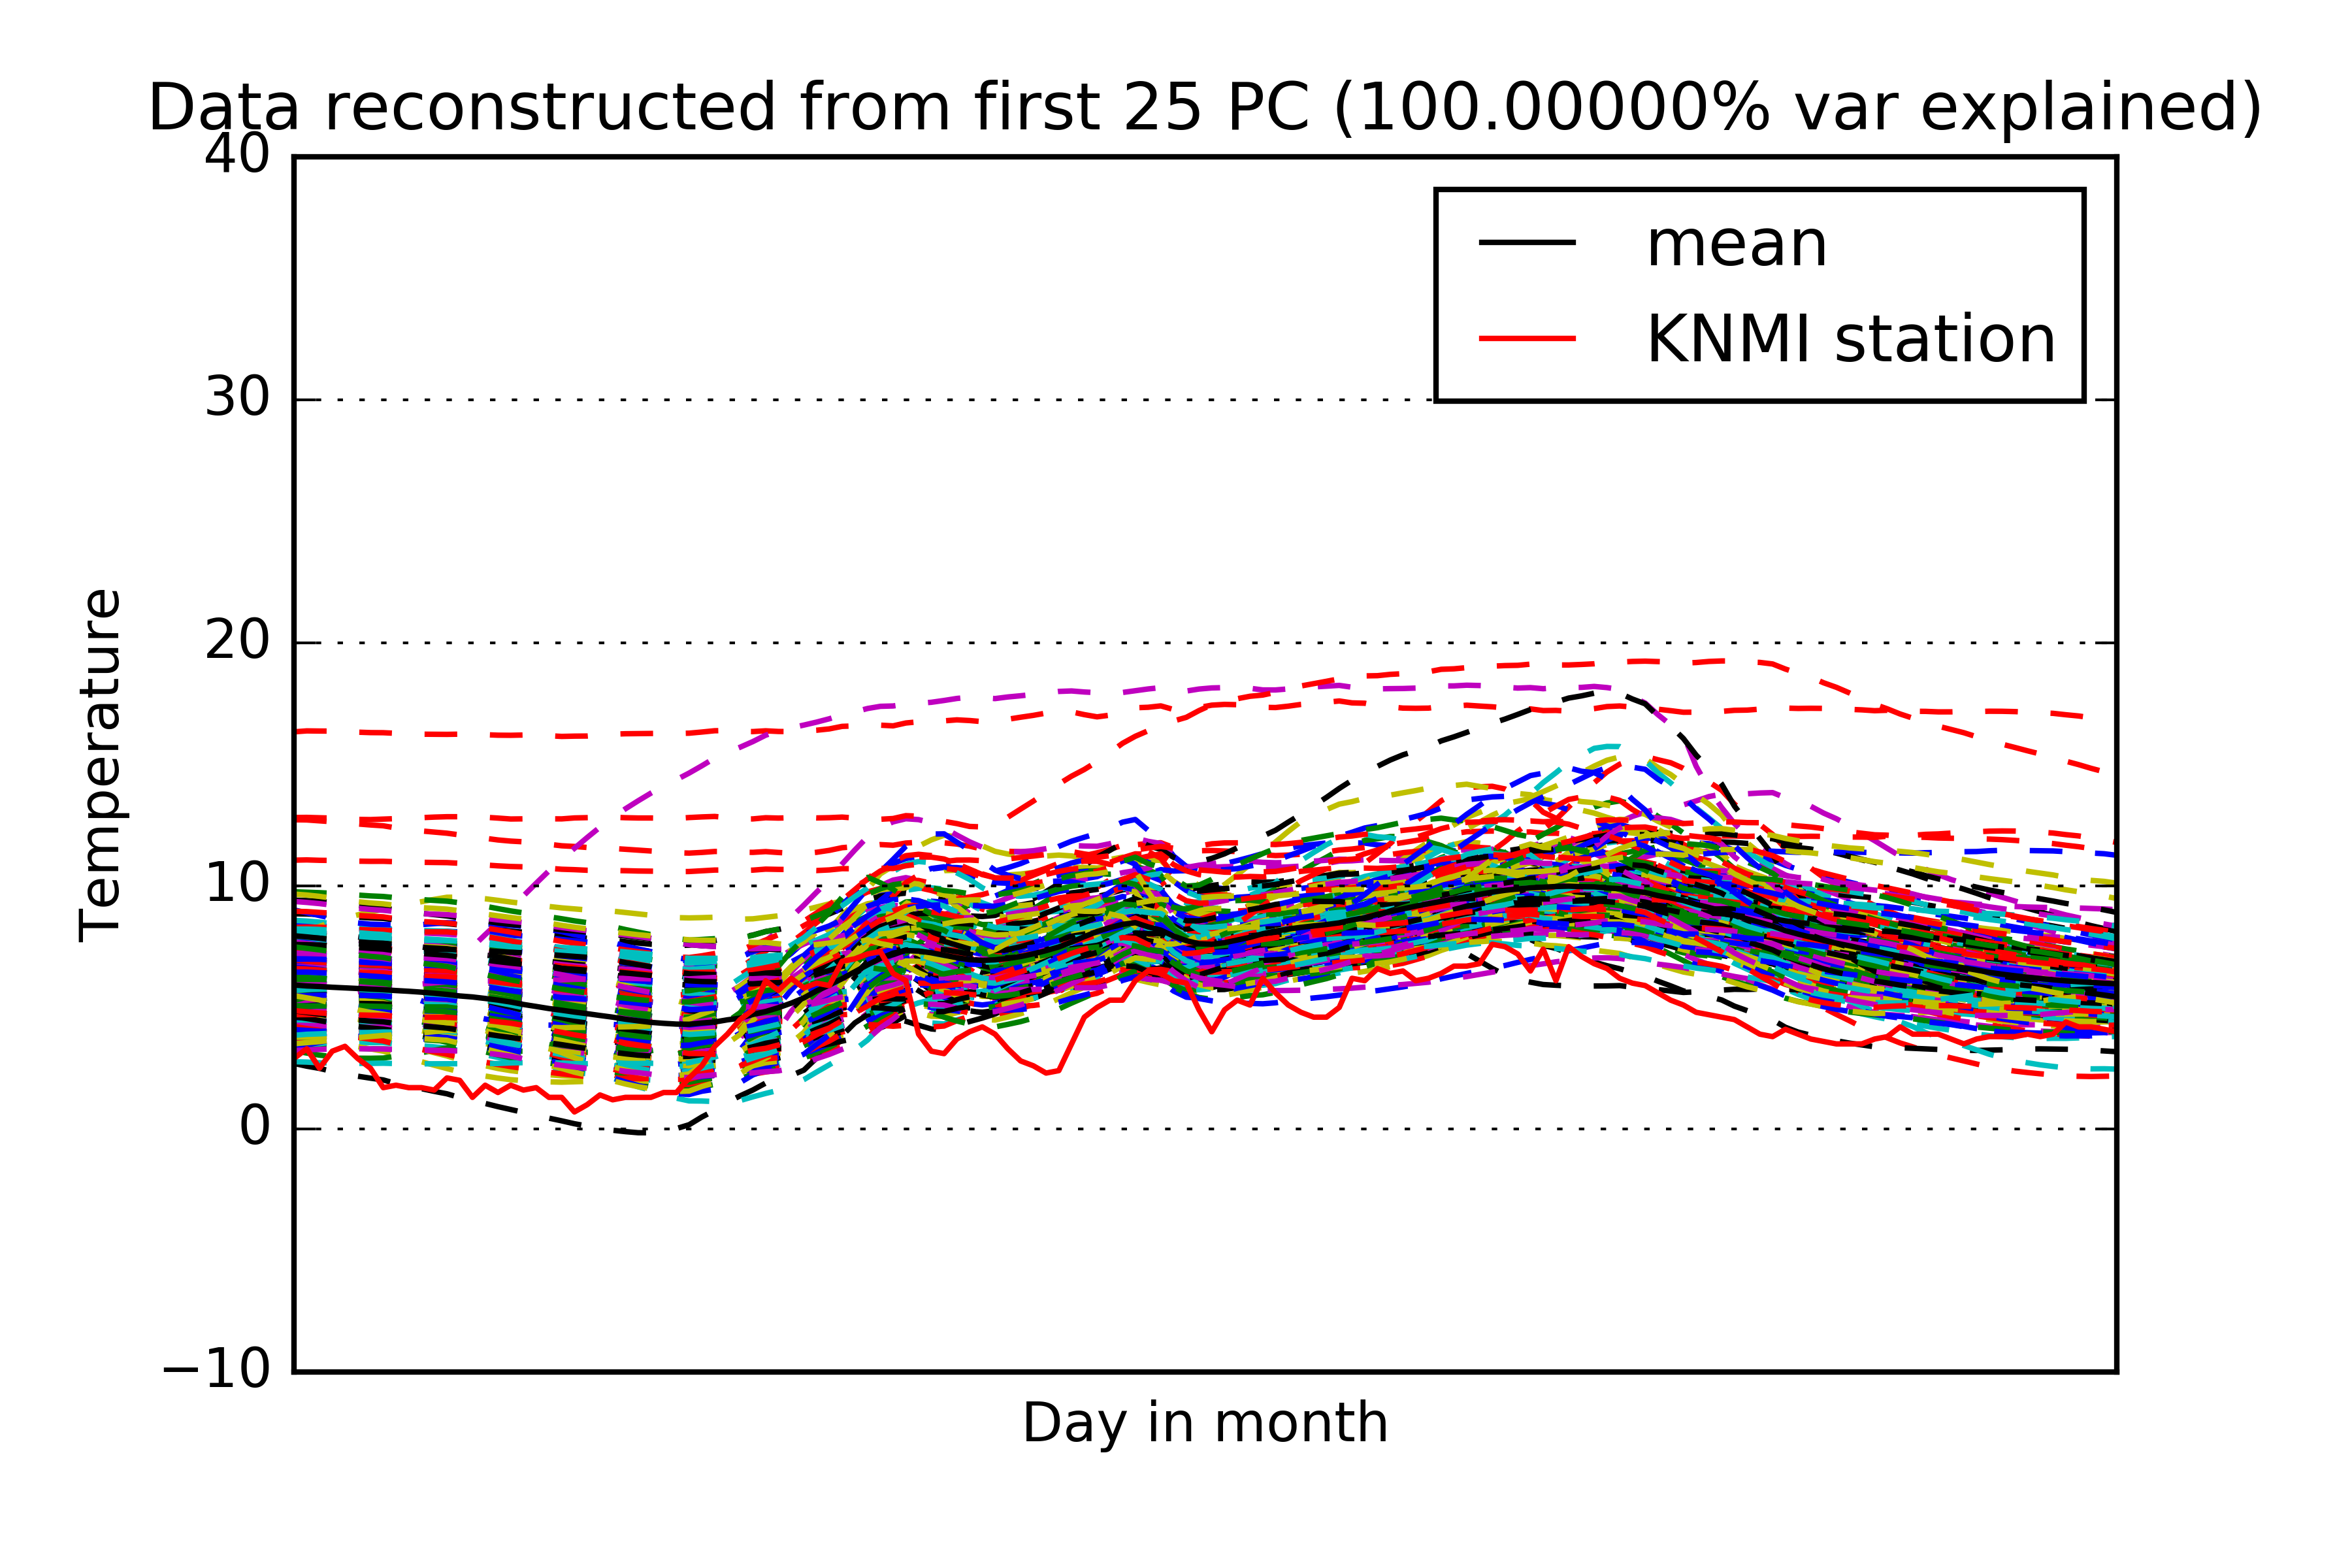 Data reconstructed from first 25 PC (100.00000% var explained)
40
mean
KNMI station
30
20
10
0
−10
Temperature
Day in month